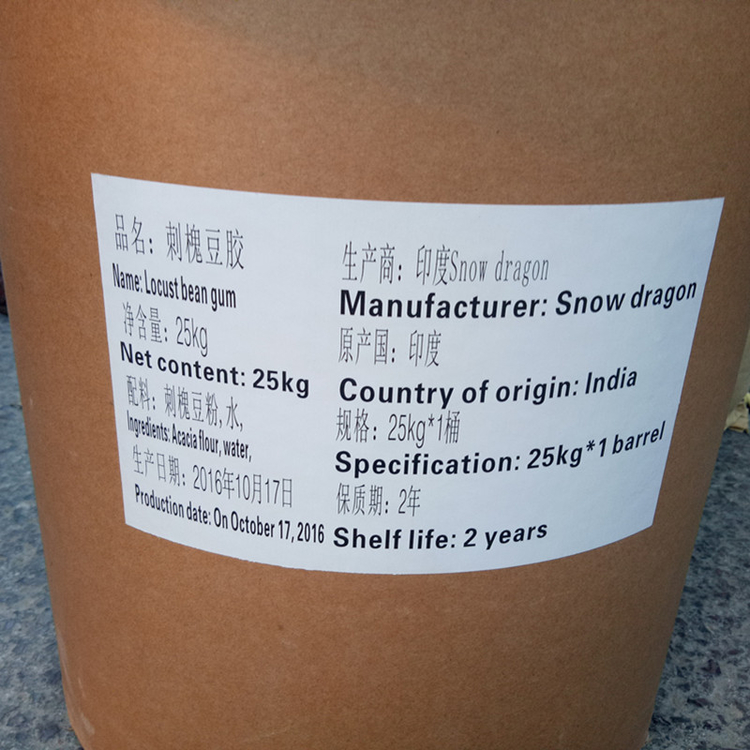 品名：刺槐豆胶
Name: Locust bean gum
净含量：25kg
Net content: 25kg
配料：刺槐豆粉,水,
Ingredients: Acacia flour, water,
生产日期：2016年10月17日
Production date: On October 17, 2016
生产商：印度Snow dragon
Manufacturer: Snow dragon
原产国：印度
Country of origin: India
规格：25kg*1桶
Specification: 25kg*1 barrel
保质期：2年
Shelf life: 2 years